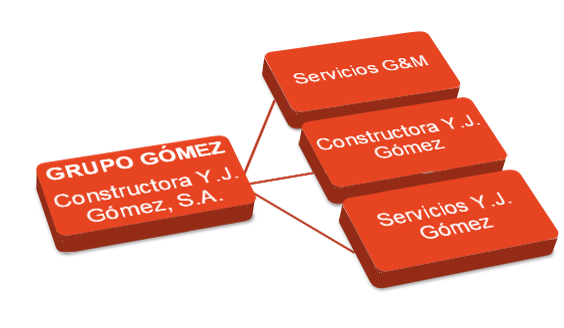 GRUPO GÓMEZ
Constructora Y.J.
Gómez, S.A.
Servicios G&M
Constructora Y.J.
Gómez
Servicios Y.J.
Gómez